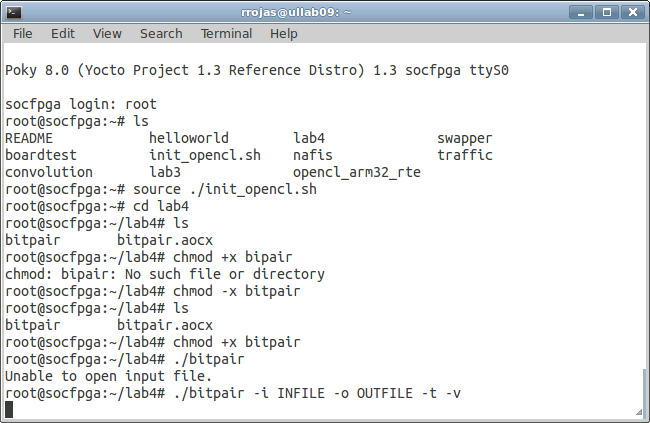 rrojas@ullab09: ~
File Edit View Search Terminal Help
Poky 8.0 (Yocto Project 1.3 Reference Distro) 1.3 socfpga ttyS0
socfpga login: root
root@socfpga:~# ls
README helloworld lab4 swapper
boardtest init_opencl.sh nafis traffic
convolution lab3 opencl_arm32_rte
root@socfpga:~# source ./init_opencl.sh
root@socfpga:~# cd lab4
root@socfpga:~/lab4# ls
bitpair bitpair.aocx
root@socfpga:~/lab4# chmod +x bipair
chmod: bipair: No such file or directory
root@socfpga:~/lab4# chmod -x bitpair
root@socfpga:~/lab4# ls
bitpair bitpair.aocx
root@socfpga:~/lab4# chmod +x bitpair
root@socfpga:~/lab4# ./bitpair
Unable to open input file.
root@socfpga:~/lab4# ./bitpair -i INFILE -o OUTFILE -t -v